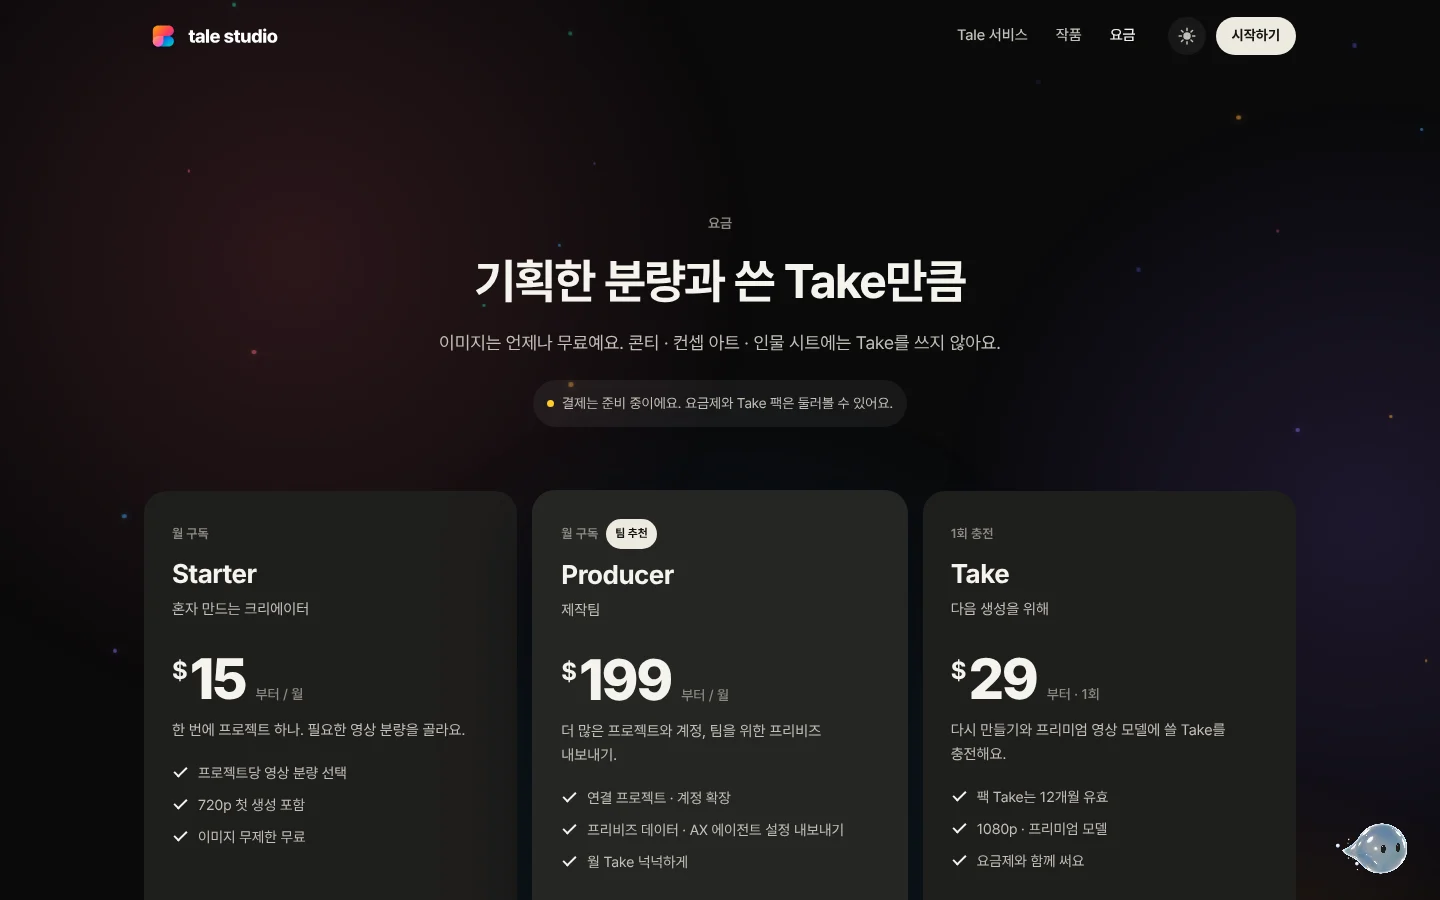 tale studio
Tale 서비스
작품
요금
시작하기
요금
기획한 분량과 쓴 Take만큼
이미지는 언제나 무료예요. 콘티 · 컨셉 아트 · 인물 시트에는 Take를 쓰지 않아요.
결제는 준비 중이에요. 요금제와 Take 팩은 둘러볼 수 있어요.
월 구독
Starter
혼자 만드는 크리에이터
$15 부터 / 월
한 번에 프로젝트 하나. 필요한 영상 분량을 골라요.
프로젝트당 영상 분량 선택
720p 첫 생성 포함
이미지 무제한 무료
월 구독 팀 추천
Producer
제작팀
$199 부터 / 월
더 많은 프로젝트와 계정, 팀을 위한 프리비즈
내보내기.
연결 프로젝트 · 계정 확장
프리비즈 데이터 · AX 에이전트 설정 내보내기
월 Take 넉넉하게
1회 충전
Take
다음 생성을 위해
$29 부터 · 1회
다시 만들기와 프리미엄 영상 모델에 쓸 Take를
충전해요.
팩 Take는 12개월 유효
1080p · 프리미엄 모델
요금제와 함께 써요